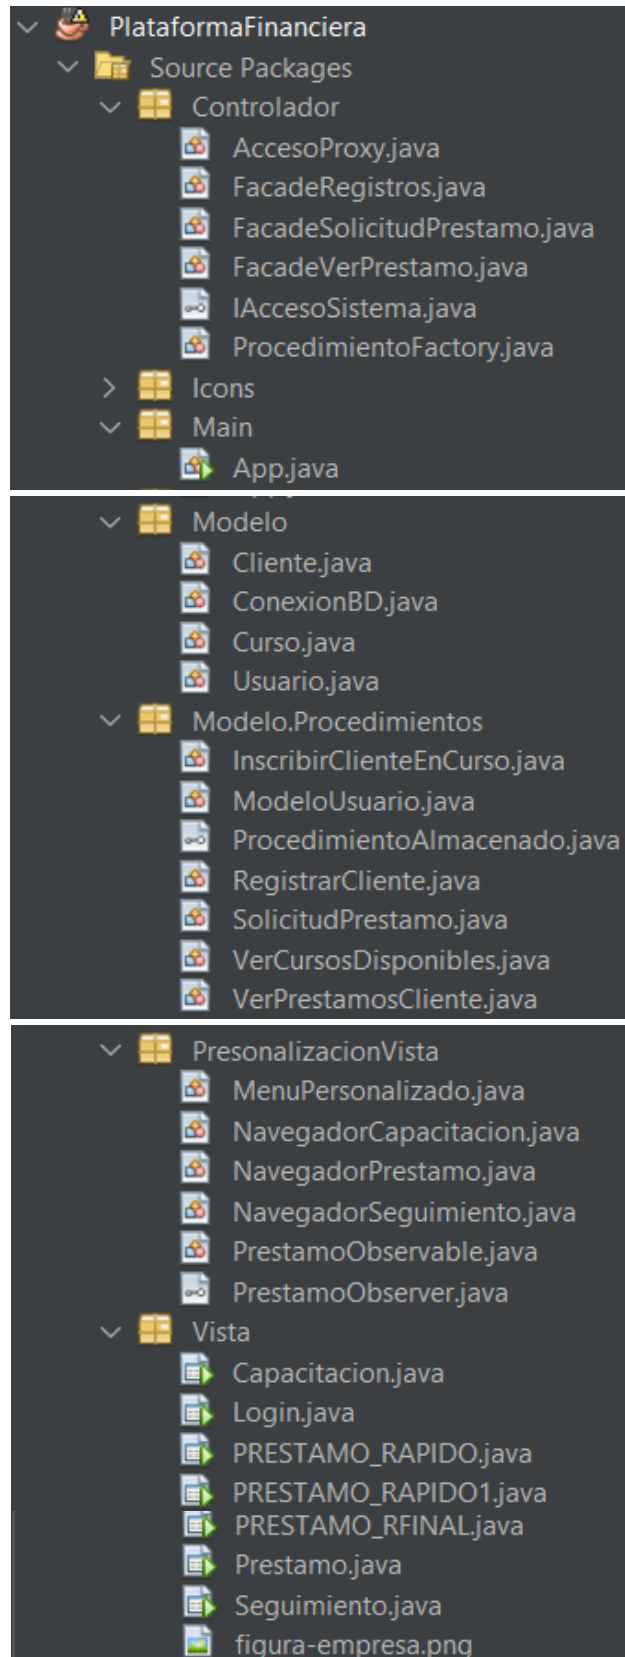 PlataformaFinanciera
Source Packages
Controlador
AccesoProxy.java
FacadeRegistros.java
FacadeSolicitudPrestamo.java
FacadeVerPrestamo.java
IAccesoSistema.java
ProcedimientoFactory.java
Icons
Main
App.java
Modelo
Cliente.java
ConexionBD.java
Curso.java
Usuario.java
Modelo.Procedimientos
InscribirClienteEnCurso.java
ModeloUsuario.java
ProcedimientoAlmacenado.java
RegistrarCliente.java
SolicitudPrestamo.java
VerCursosDisponibles.java
VerPrestamosCliente.java
PresonalizacionVista
MenuPersonalizado.java
NavegadorCapacitacion.java
NavegadorPrestamo.java
NavegadorSeguimiento.java
PrestamoObservable.java
PrestamoObserver.java
Vista
Capacitacion.java
Login.java
PRESTAMO_RAPIDO.java
PRESTAMO_RAPIDO1.java
PRESTAMO_RFINAL.java
Prestamo.java
Seguimiento.java
figura-empresa.png